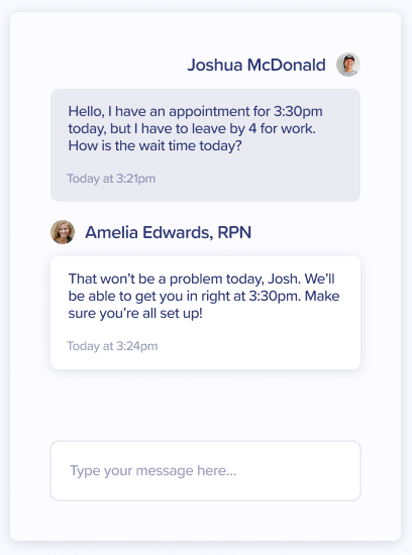 Joshua McDonald
Hello, I have an appointment for 3:30pm
today, but I have to leave by 4 for work.
How is the wait time today?
Today at 3:21pm
Amelia Edwards, RPN
That won't be a problem today, Josh. We'll
be able to get you in right at 3:30pm. Make
sure you're all set up!
Today at 3:24pm
Type your message here...